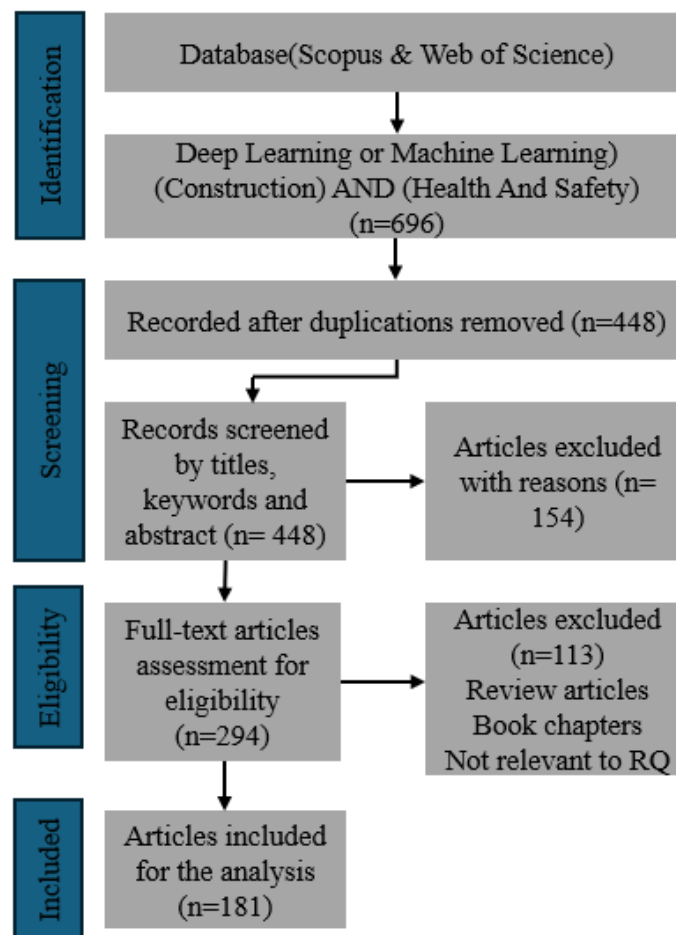 Identification
Database(Scopus & Web of Science)
Deep Learning or Machine Learning)
(Construction) AND (Health And Safety)
(n=696)
Screening
Recorded after duplications removed (n=448)
Records screened
by titles,
keywords and
abstract (n= 448)
Articles excluded
with reasons (n=
154)
Eligibility
Full-text articles
assessment for
eligibility
(n=294)
Articles excluded
(n=113)
Review articles
Book chapters
Not relevant to RQ
Included
Articles included
for the analysis
(n=181)